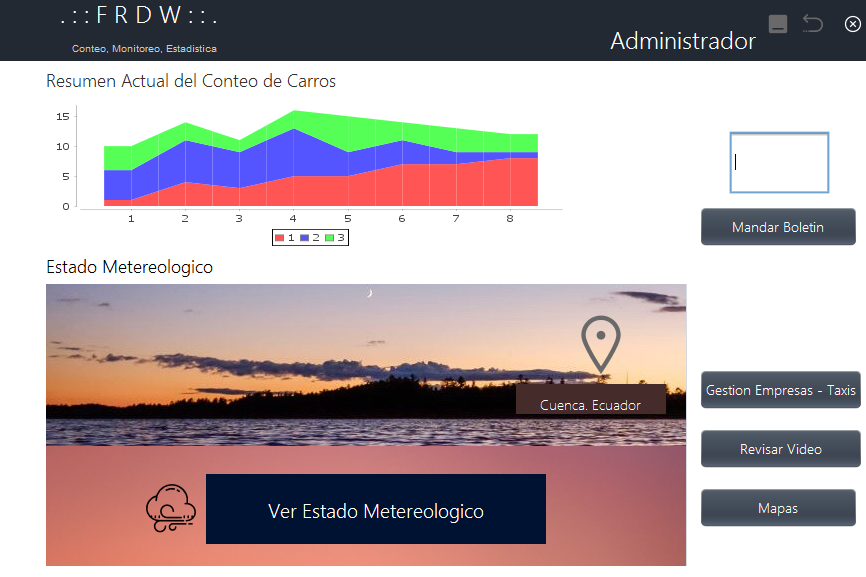 .::FRDW::.
Conteo, Monitoreo, Estadistica
Administrador
Resumen Actual del Conteo de Carros
15
10
5
0
1 2 3 4 5 6 7 8
1 2 3
Mandar Boletin
Estado Metereologico
Cuenca. Ecuador
Gestion Empresas - Taxis
Revisar Video
Ver Estado Metereologico
Mapas